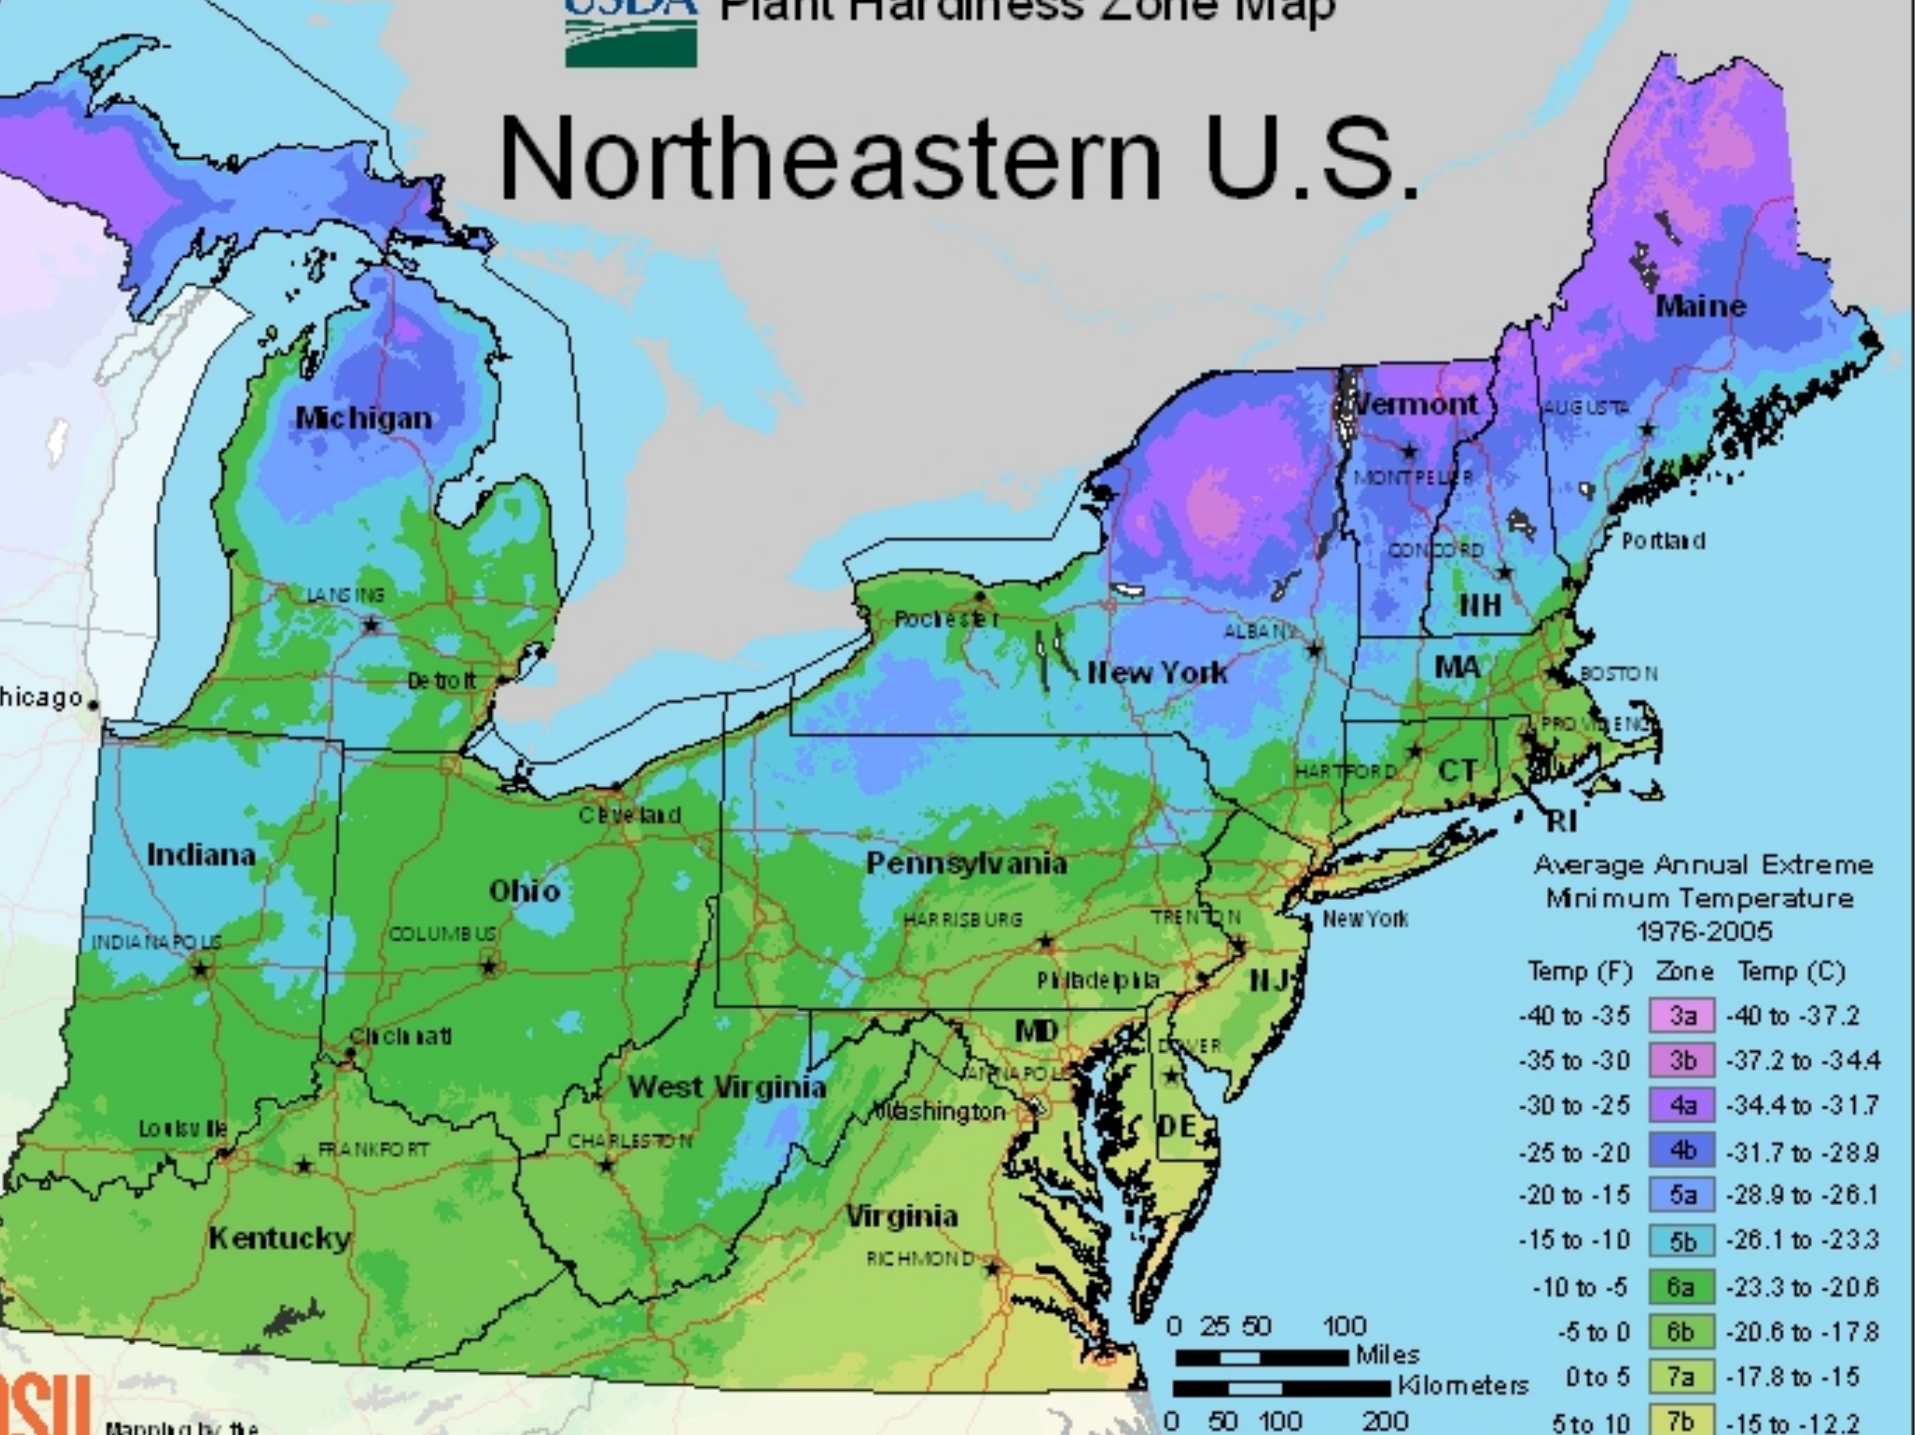 USDA Plant Hardiness Zone Map
Northeastern U.S.
Maine
Michigan
Vermont
AUGUSTA
MONTPELIER
CONCORD
Portland
LANSING
NH
Rochester
ALBANY
Detroit
New York
MA
BOSTON
hicago
PROVIDENC
HARTFORD
CT
Cleveland
RI
Indiana
Ohio
Pennsylvania
HARRISBURG
TRENTON
New York
INDIANAPOLIS
COLUMBUS
Philadelphia
NJ
Cincinnati
MD
DOVER
West Virginia
ANNAPOLIS
Washington
Louisville
FRANKFORT
CHARLESTON
DE
Kentucky
Virginia
RICHMOND
Average Annual Extreme
Minimum Temperature
1976-2005
Temp (F) Zone Temp (C)
-40 to -35 3a -40 to -37.2
-35 to -30 3b -37.2 to -34.4
-30 to -25 4a -34.4 to -31.7
-25 to -20 4b -31.7 to -28.9
-20 to -15 5a -28.9 to -26.1
-15 to -10 5b -26.1 to -23.3
-10 to -5 6a -23.3 to -20.6
-5 to 0 6b -20.6 to -17.8
0 to 5 7a -17.8 to -15
5 to 10 7b -15 to -12.2
0 25 50 100
Miles
Kilometers
0 50 100 200
OSU
Mapping by the